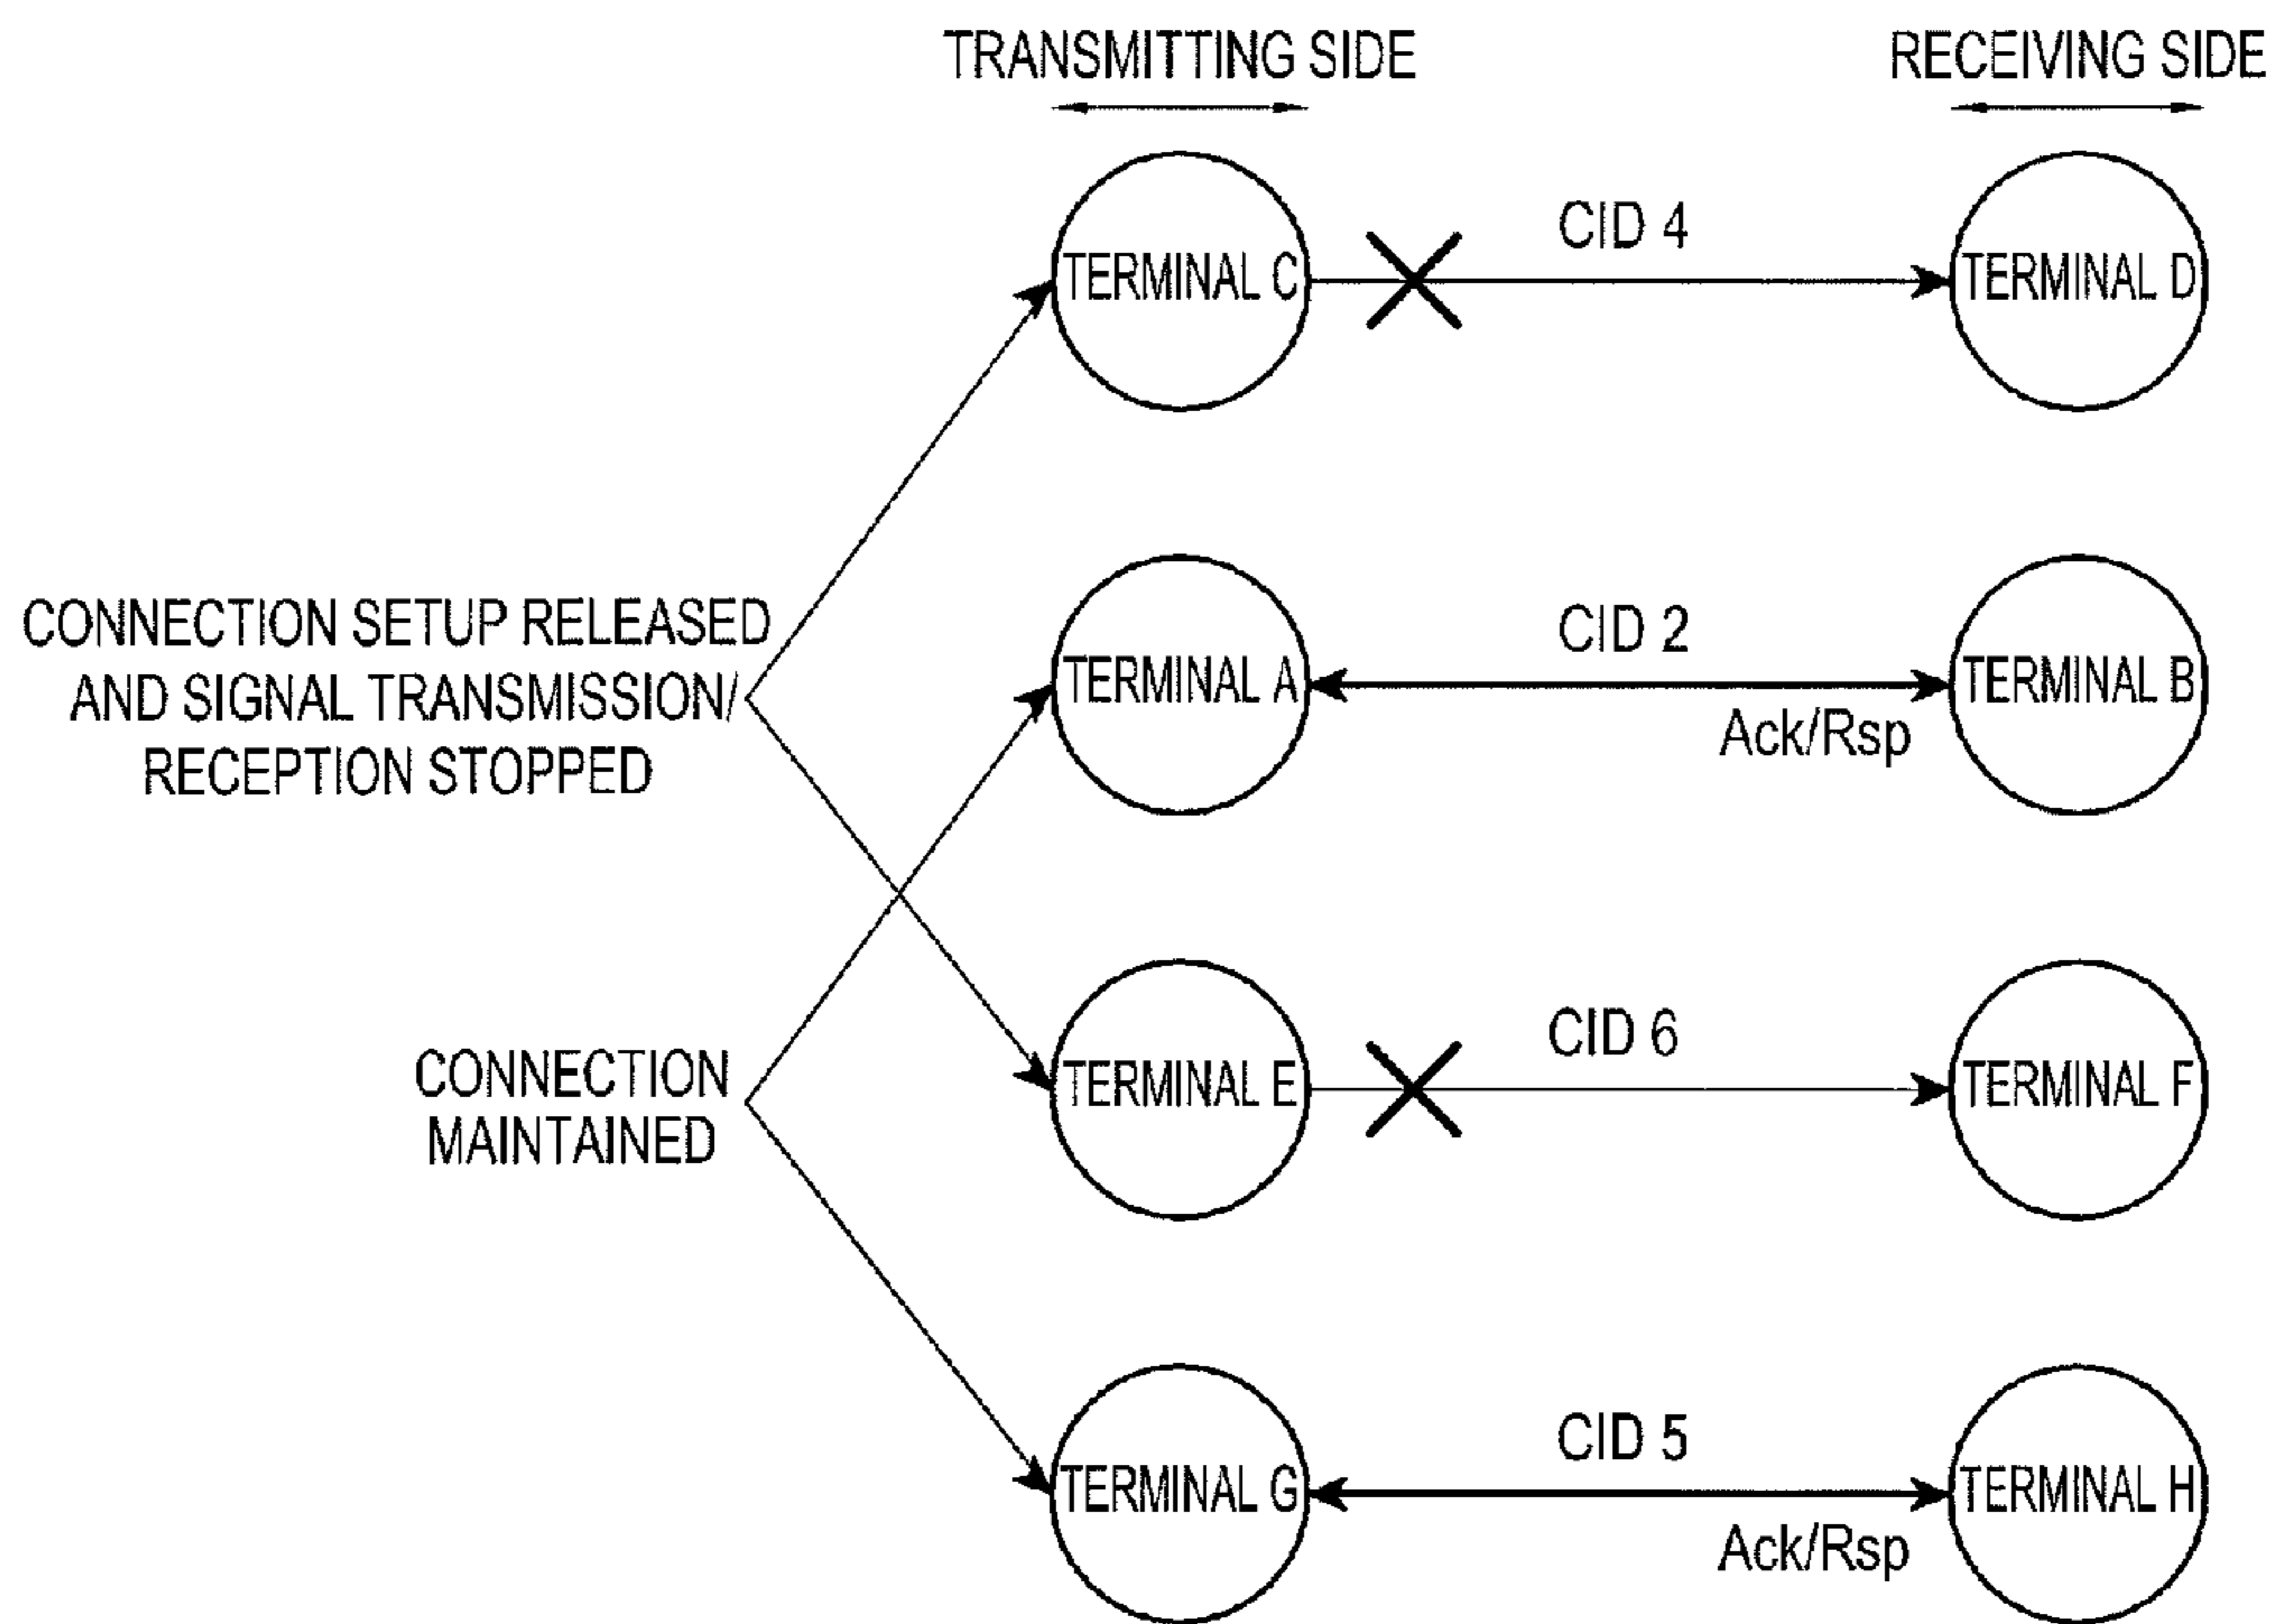 TRANSMITTING SIDE
RECEIVING SIDE
TERMINAL C
CID 4
TERMINAL D
CONNECTION SETUP RELEASED
AND SIGNAL TRANSMISSION/
RECEPTION STOPPED
TERMINAL A
CID 2
Ack/Rsp
TERMINAL B
CONNECTION
MAINTAINED
TERMINAL E
CID 6
TERMINAL F
TERMINAL G
CID 5
Ack/Rsp
TERMINAL H